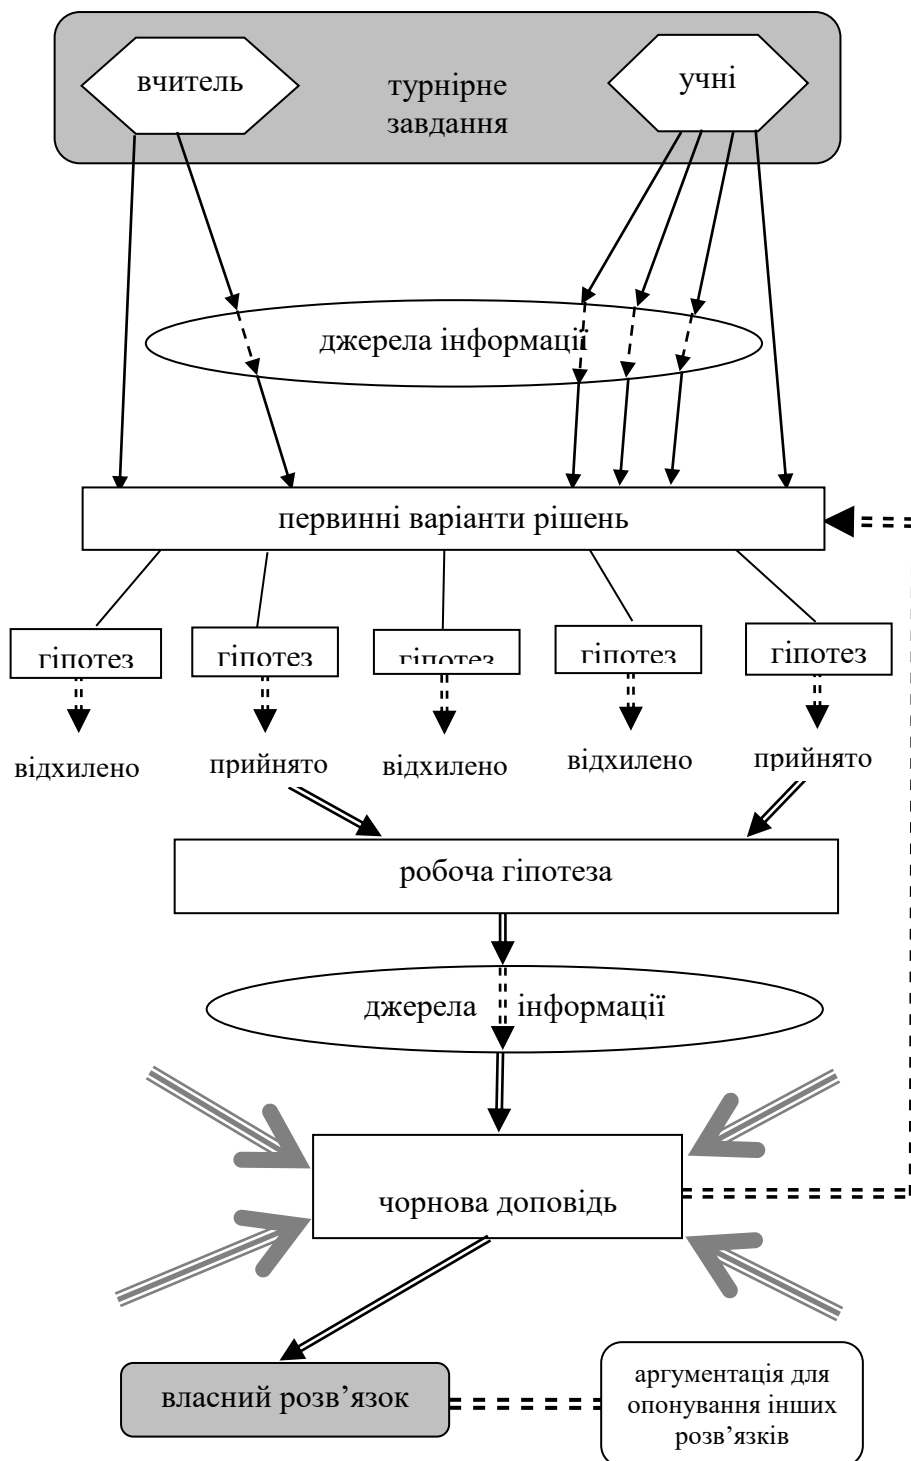 вчитель
турнірне
завдання
учні
джерела інформації
первинні варіанти рішень
гіпотез
гіпотез
гіпотез
гіпотез
гіпотез
відхилено
прийнято
відхилено
відхилено
прийнято
робоча гіпотеза
джерела інформації
чорнова доповідь
власний розв’язок
аргументація для
опонування інших
розв’язків